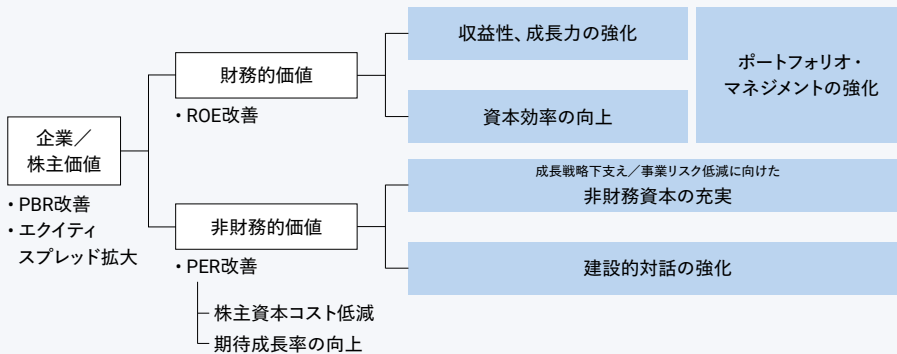 企業／
株主価値
・PBR改善
・エクイティ
スプレッド拡大
財務的価値
・ROE改善
収益性、成長力の強化
資本効率の向上
ポートフォリオ・
マネジメントの強化
非財務的価値
・PER改善
株主資本コスト低減
期待成長率の向上
成長戦略下支え／事業リスク低減に向けた
非財務資本の充実
建設的対話の強化